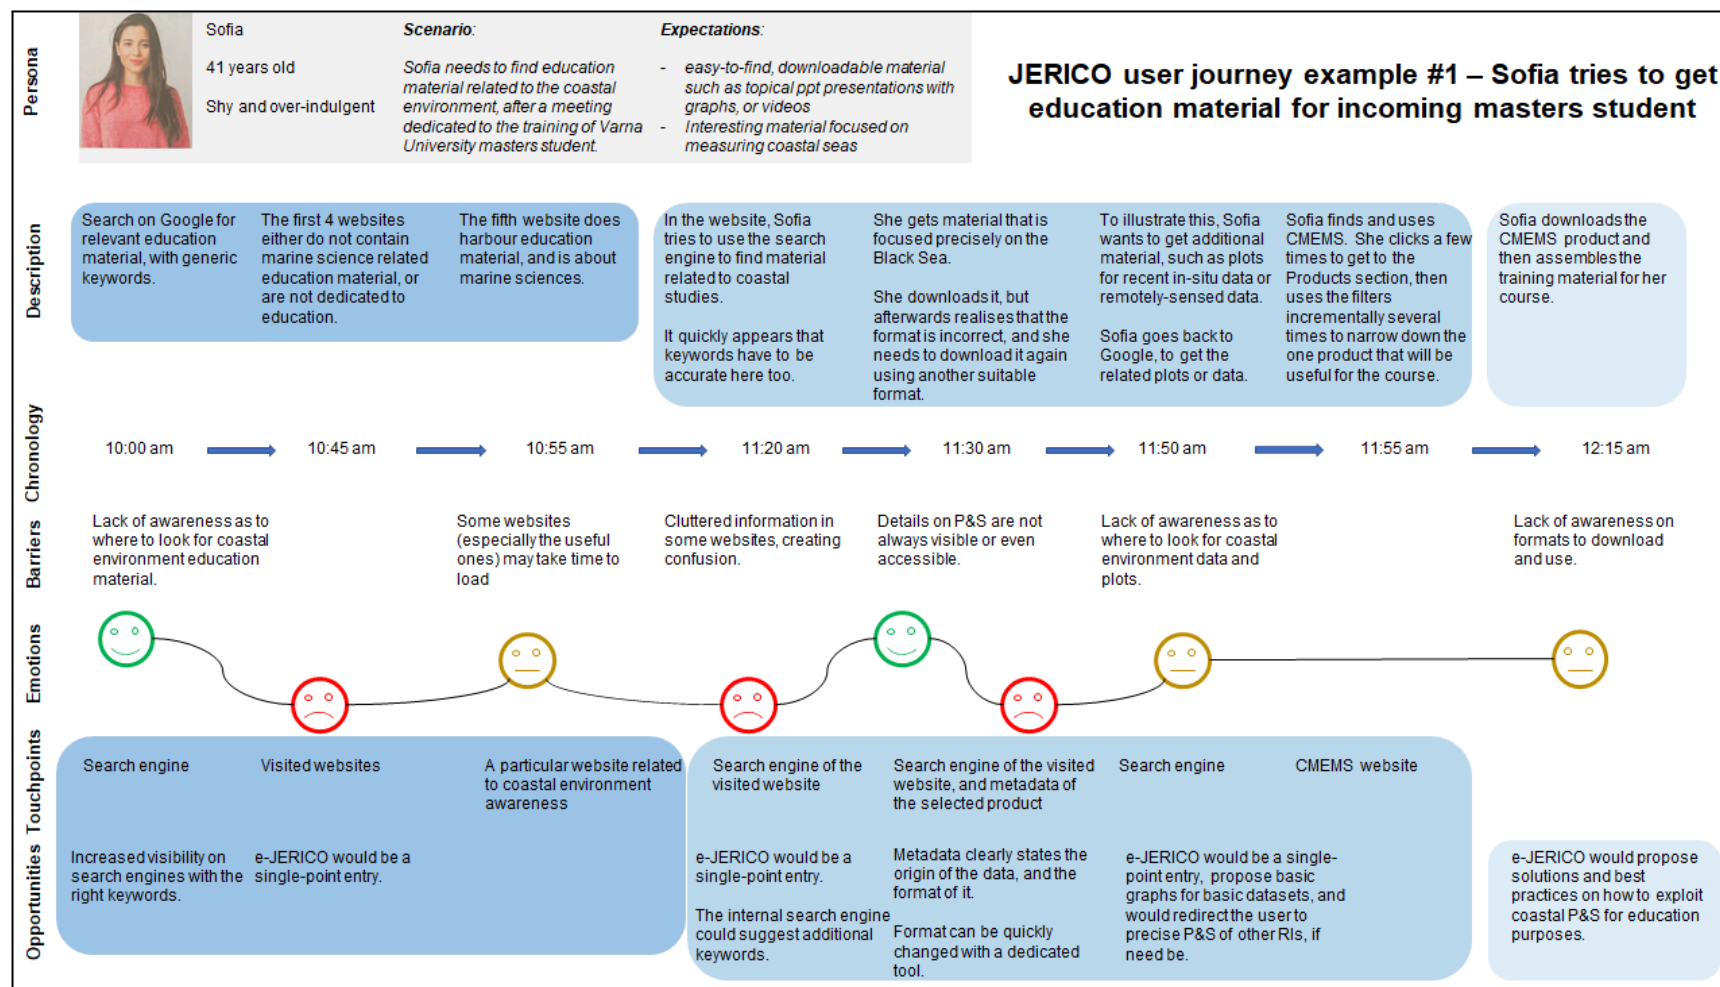 Persona
Sofia
41 years old
Shy and over-indulgent
Scenario:
Sofia needs to find education
material related to the coastal
environment, after a meeting
dedicated to the training of Varna
University masters student.
Expectations:
- easy-to-find, downloadable material
such as topical ppt presentations with
graphs, or videos
- Interesting material focused on
measuring coastal seas
JERICO user journey example #1 – Sofia tries to get
education material for incoming masters student
Description
Search on Google for
relevant education
material, with generic
keywords.
The first 4 websites
either do not contain
marine science related
education material, or
are not dedicated to
education.
The fifth website does
harbour education
material, and is about
marine sciences.
In the website, Sofia
tries to use the search
engine to find material
related to coastal
studies.
It quickly appears that
keywords have to be
accurate here too.
She gets material that is
focused precisely on the
Black Sea.
She downloads it, but
afterwards realises that
the format is incorrect, and she
needs to download it again
using another suitable
format.
To illustrate this, Sofia
wants to get additional
material, such as plots
for recent in-situ data or
remotely-sensed data.
Sofia goes back to
Google, to get the
related plots or data.
Sofia finds and uses
CMEMS. She clicks a few
times to get to the
Products section, then
uses the filters
incrementally several
times to narrow down the
one product that will be
useful for the course.
Sofia downloads the
CMEMS product and
then assembles the
training material for her
course.
Chronology
10:00 am
10:45 am
10:55 am
11:20 am
11:30 am
11:50 am
11:55 am
12:15 am
Barriers
Lack of awareness as to
where to look for coastal
environment education
material.
Some websites
(especially the useful
ones) may take time to
load
Cluttered information in
some websites, creating
confusion.
Details on P&S are not
always visible or even
accessible.
Lack of awareness as to
where to look for coastal
environment data and
plots.
Lack of awareness on
formats to download
and use.
Emotions
Touchpoints
Search engine
Visited websites
A particular website related
to coastal environment
awareness
Search engine of the
visited website
Search engine of the visited
website, and metadata of
the selected product
Search engine
CMEMS website
Opportunities
Increased visibility on
search engines with the
right keywords.
e-JERICO would be a
single-point entry.
e-JERICO would be a
single-point entry.
The internal search engine
could suggest additional
keywords.
Metadata clearly states the
origin of the data, and the
format of it.
Format can be quickly
changed with a dedicated
tool.
e-JERICO would be a single-
point entry, propose basic
graphs for basic datasets, and
would redirect the user to
precise P&S of other RIs, if
need be.
e-JERICO would propose
solutions and best
practices on how to exploit
coastal P&S for education
purposes.